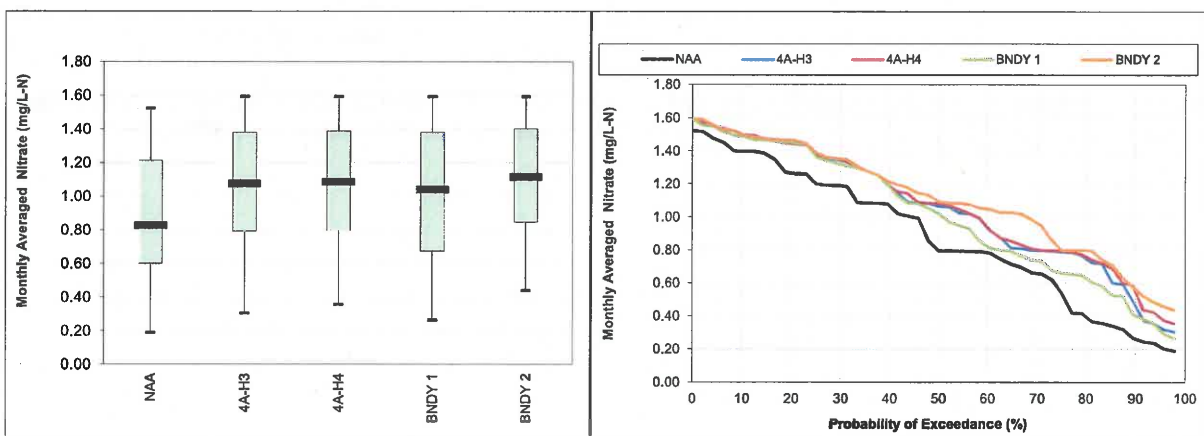 Monthly Averaged Nitrate (mg/L-N)
1.80
1.60
1.40
1.20
1.00
0.80
0.60
0.40
0.20
0.00
NAA
4A-H3
4A-H4
BNDY 1
BNDY 2
NAA 4A-H3 4A-H4 BNDY 1 BNDY 2
Monthly Averaged Nitrate (mg/L-N)
1.80
1.60
1.40
1.20
1.00
0.80
0.60
0.40
0.20
0.00
0 10 20 30 40 50 60 70 80 90 100
Probability of Exceedance (%)